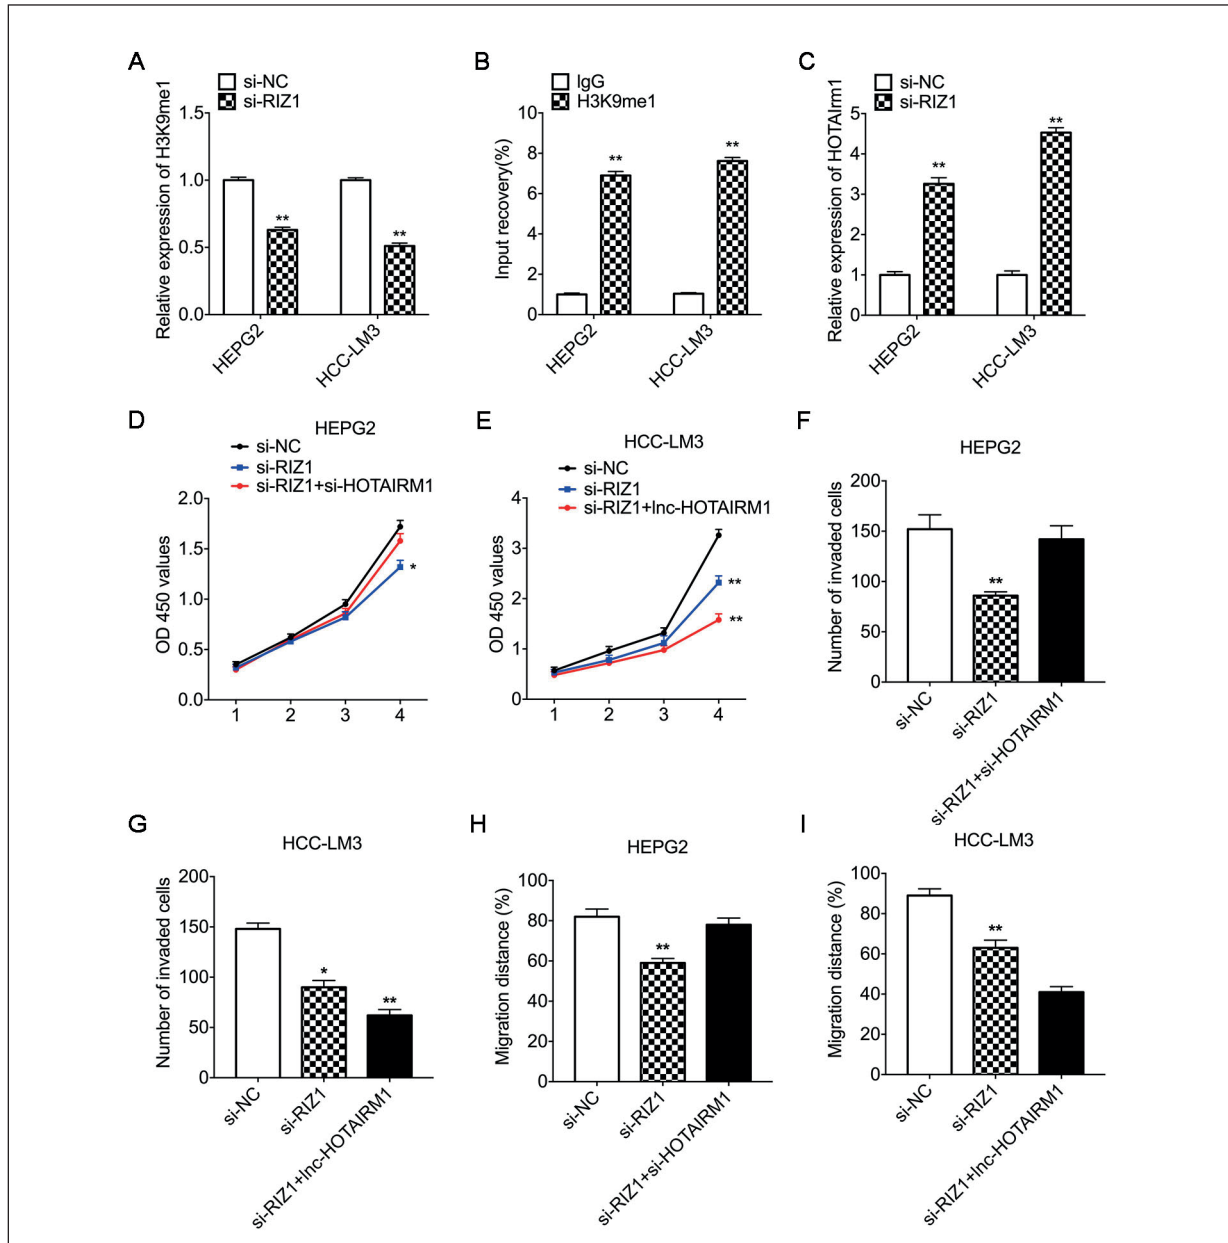 A
si-NC
si-RIZ1
Relative expression of H3K9me1
1.5
1.0
0.5
0.0
**
**
HEPG2
HCC-LM3
B
IgG
H3K9me1
Input recovery(%)
10
8
6
4
2
0
**
**
HEPG2
HCC-LM3
C
si-NC
si-RIZ1
Relative expression of HOTAIrm1
5
4
3
2
1
0
**
**
HEPG2
HCC-LM3
D
HEPG2
si-NC
si-RIZ1
si-RIZ1+si-HOTAIRM1
OD 450 values
2.0
1.5
1.0
0.5
0.0
*
1 2 3 4
E
HCC-LM3
si-NC
si-RIZ1
si-RIZ1+lnc-HOTAIRM1
OD 450 values
4
3
2
1
0
**
**
1 2 3 4
F
HEPG2
Number of invaded cells
200
150
100
50
0
**
si-NC
si-RIZ1
si-RIZ1+si-HOTAIRM1
G
HCC-LM3
Number of invaded cells
200
150
100
50
0
*
**
si-NC
si-RIZ1
si-RIZ1+lnc-HOTAIRM1
H
HEPG2
Migration distance (%)
100
80
60
40
20
0
**
si-NC
si-RIZ1
si-RIZ1+si-HOTAIRM1
I
HCC-LM3
Migration distance (%)
100
80
60
40
20
0
**
si-NC
si-RIZ1
si-RIZ1+lnc-HOTAIRM1